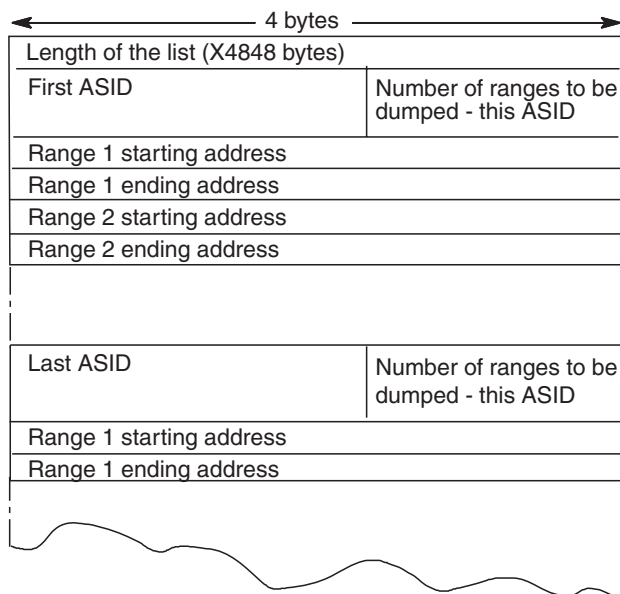 4 bytes
Length of the list (X4848 bytes)
First ASID
Number of ranges to be
dumped - this ASID
Range 1 starting address
Range 1 ending address
Range 2 starting address
Range 2 ending address
Last ASID
Number of ranges to be
dumped - this ASID
Range 1 starting address
Range 1 ending address